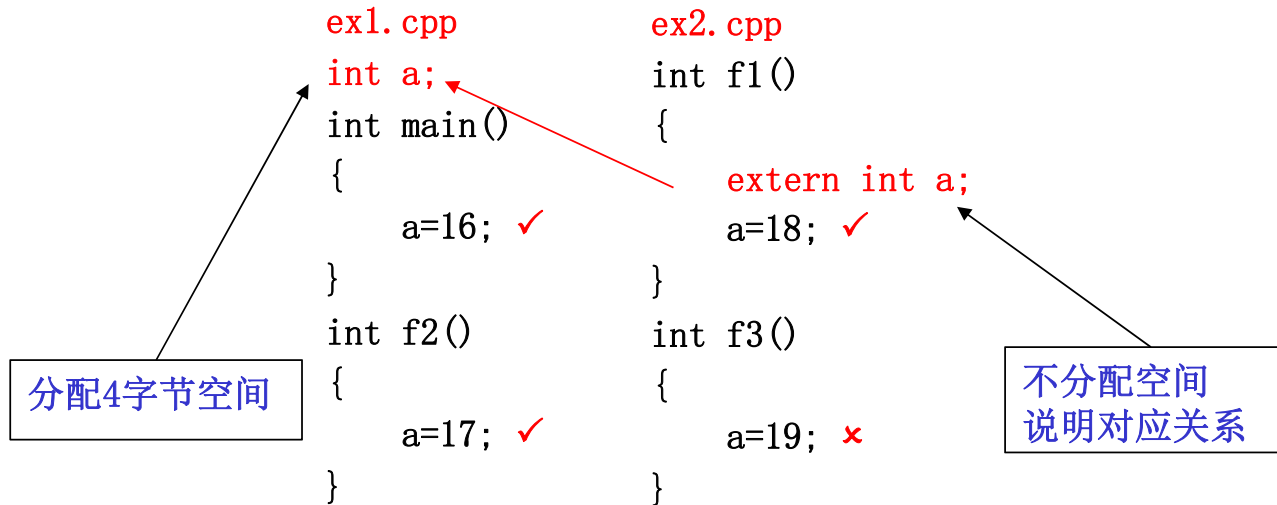 ex1.cpp
int a;
int main()
{
a=16; ✓
}
int f2()
{
a=17; ✓
}
ex2.cpp
int f1()
{
extern int a;
a=18; ✓
}
int f3()
{
a=19; ×
}
分配4字节空间
不分配空间
说明对应关系